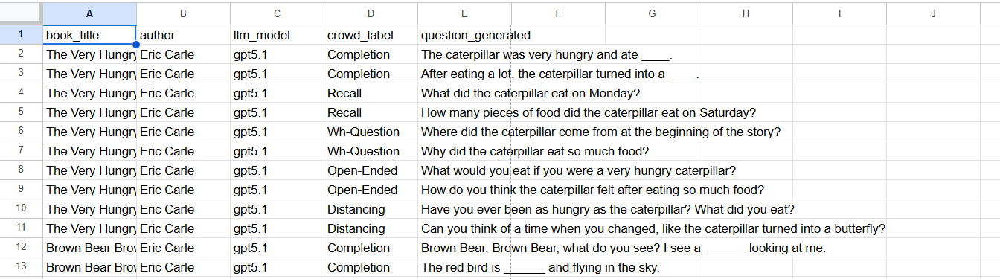 A B C D E F G H I J
1 book_title author llm_model crowd_label question_generated
2 The Very Hungry Eric Carle gpt5.1 Completion The caterpillar was very hungry and ate ____.
3 The Very Hungry Eric Carle gpt5.1 Completion After eating a lot, the caterpillar turned into a ____.
4 The Very Hungry Eric Carle gpt5.1 Recall What did the caterpillar eat on Monday?
5 The Very Hungry Eric Carle gpt5.1 Recall How many pieces of food did the caterpillar eat on Saturday?
6 The Very Hungry Eric Carle gpt5.1 Wh-Question Where did the caterpillar come from at the beginning of the story?
7 The Very Hungry Eric Carle gpt5.1 Wh-Question Why did the caterpillar eat so much food?
8 The Very Hungry Eric Carle gpt5.1 Open-Ended What would you eat if you were a very hungry caterpillar?
9 The Very Hungry Eric Carle gpt5.1 Open-Ended How do you think the caterpillar felt after eating so much food?
10 The Very Hungry Eric Carle gpt5.1 Distancing Have you ever been as hungry as the caterpillar? What did you eat?
11 The Very Hungry Eric Carle gpt5.1 Distancing Can you think of a time when you changed, like the caterpillar turned into a butterfly?
12 Brown Bear Brov Eric Carle gpt5.1 Completion Brown Bear, Brown Bear, what do you see? I see a ______ looking at me.
13 Brown Bear Brov Eric Carle gpt5.1 Completion The red bird is ______ and flying in the sky.